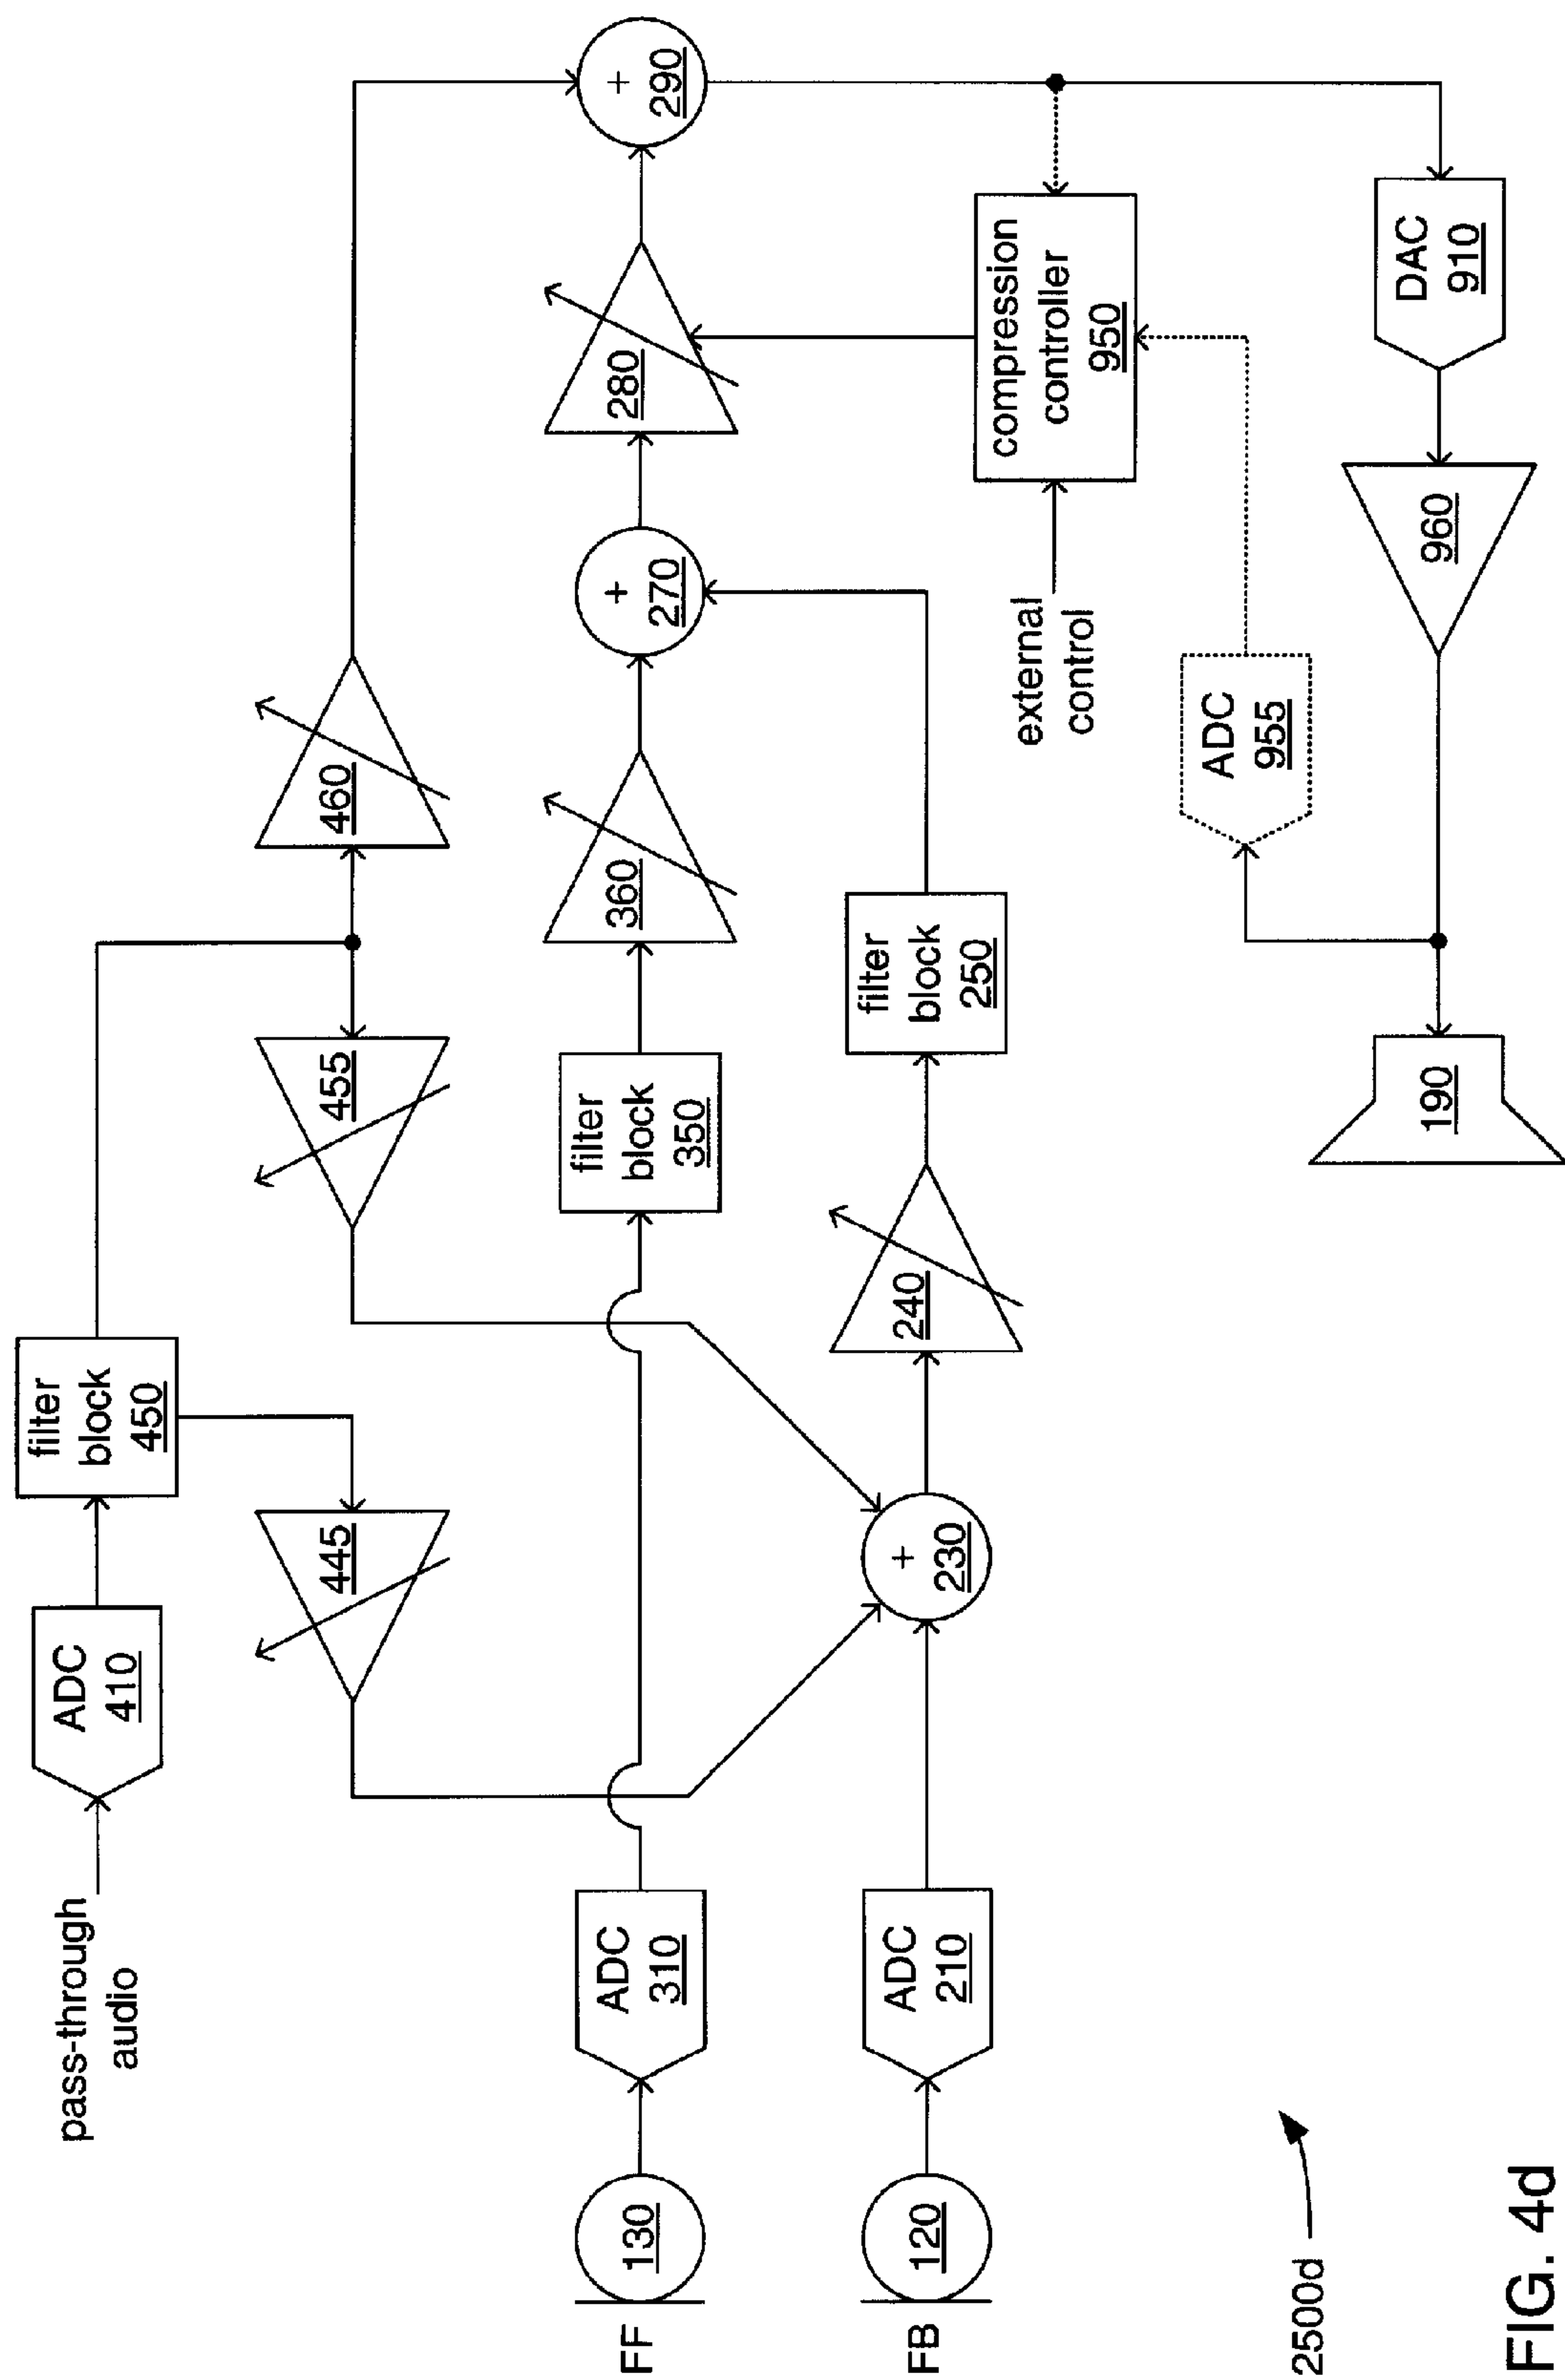 pass-through
audio
ADC
410
filter
block
450
445
455
460
FF
130
ADC
310
filter
block
350
360
+
270
280
+
290
FB
120
ADC
210
+
230
240
filter
block
250
external
control
compression
controller
950
ADC
955
190
960
DAC
910
2500d
FIG. 4d